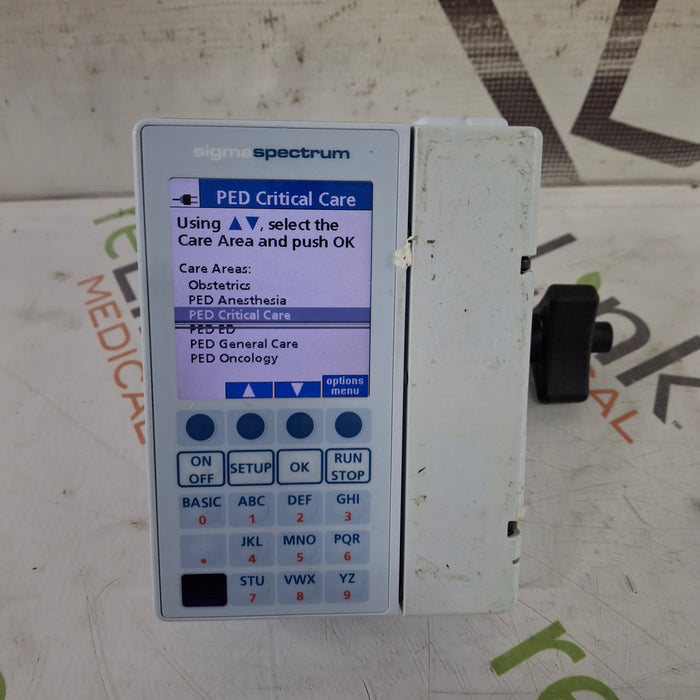 sigmaspectrum
PED Critical Care
Using ▲▼, select the
Care Area and push OK
Care Areas:
Obstetrics
PED Anesthesia
PED Critical Care
PED ED
PED General Care
PED Oncology
options
menu
ON
OFF
SETUP
OK
RUN
STOP
BASIC
0
ABC
1
DEF
2
GHI
3
.
JKL
4
MNO
5
PQR
6
STU
7
VWX
8
YZ
9
MEDICAL